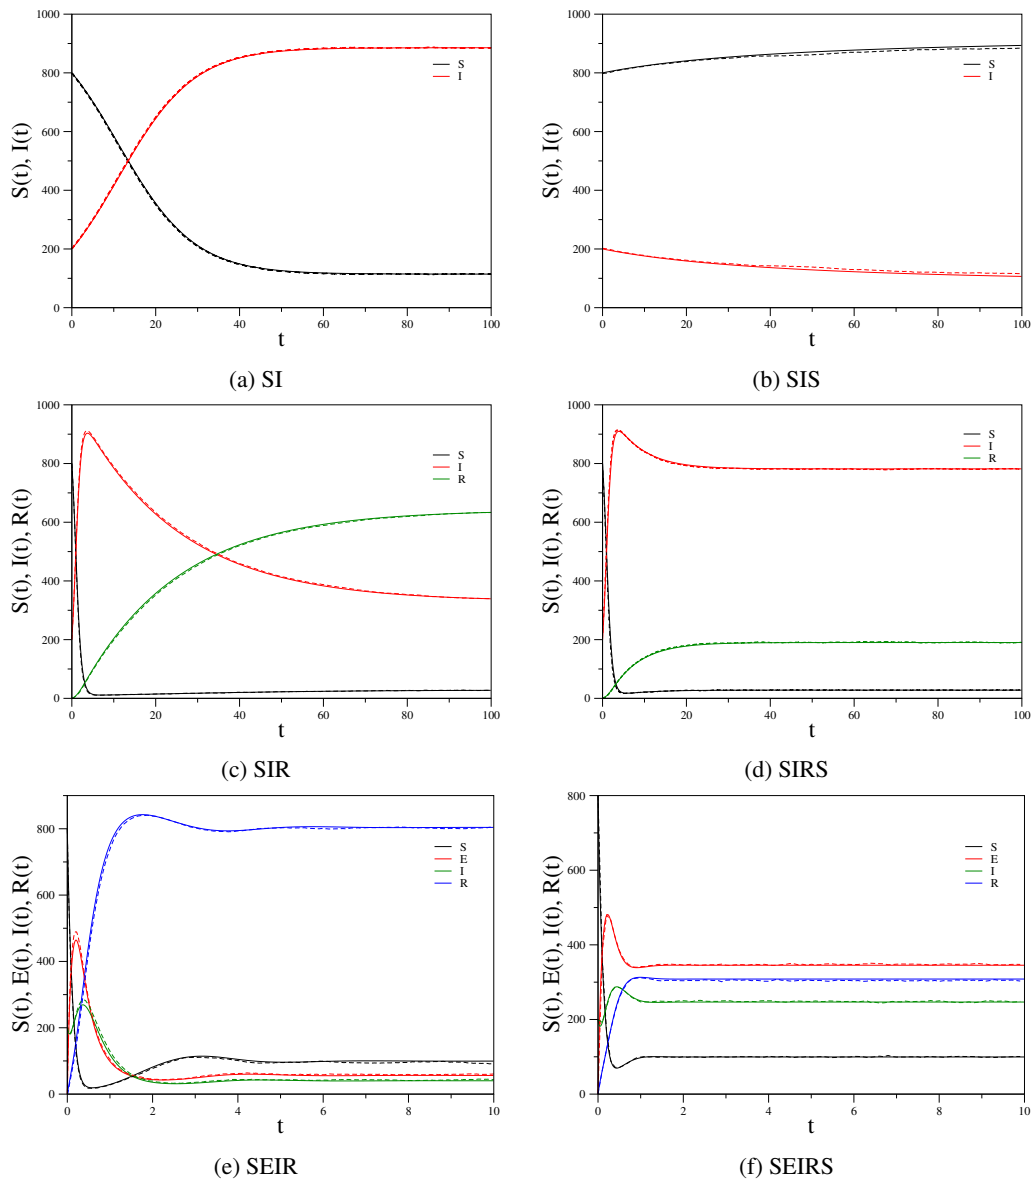 1000
800
600
400
200
0
S(t), I(t)
S
I
0 20 40 60 80 100
t
(a) SI
1000
800
600
400
200
0
S(t), I(t)
S
I
0 20 40 60 80 100
t
(b) SIS
1000
800
600
400
200
0
S(t), I(t), R(t)
S
I
R
0 20 40 60 80 100
t
(c) SIR
1000
800
600
400
200
0
S(t), I(t), R(t)
S
I
R
0 20 40 60 80 100
t
(d) SIRS
800
600
400
200
0
S(t), E(t), I(t), R(t)
S
E
I
R
0 2 4 6 8 10
t
(e) SEIR
800
600
400
200
0
S(t), E(t), I(t), R(t)
S
E
I
R
0 2 4 6 8 10
t
(f) SEIRS